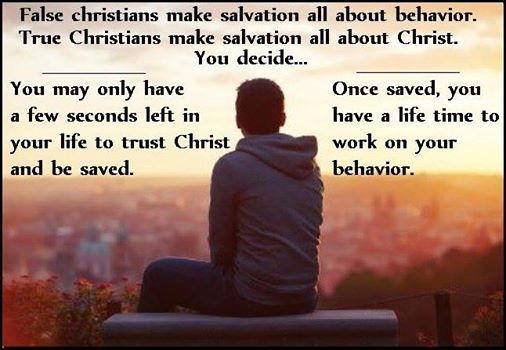 False christians make salvation all about behavior.
True Christians make salvation all about Christ.
You decide...
You may only have
a few seconds left in
your life to trust Christ
and be saved.
Once saved, you
have a life time to
work on your
behavior.